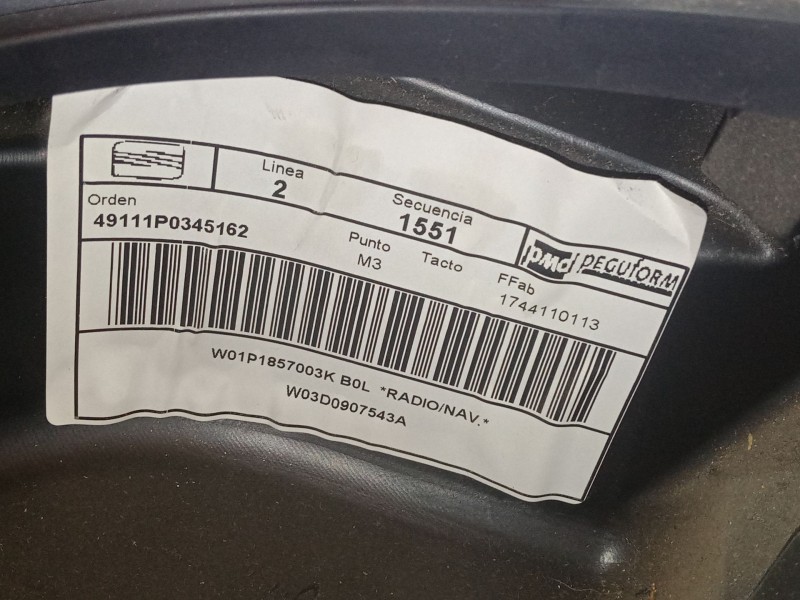 Linea
2
Secuencia
1551
Orden
49111P0345162
Punto
M3
Tacto
FFab
1744110113
pmd PEGUFORM
W01P1857003K B0L *RADIO/NAV.*
W03D0907543A